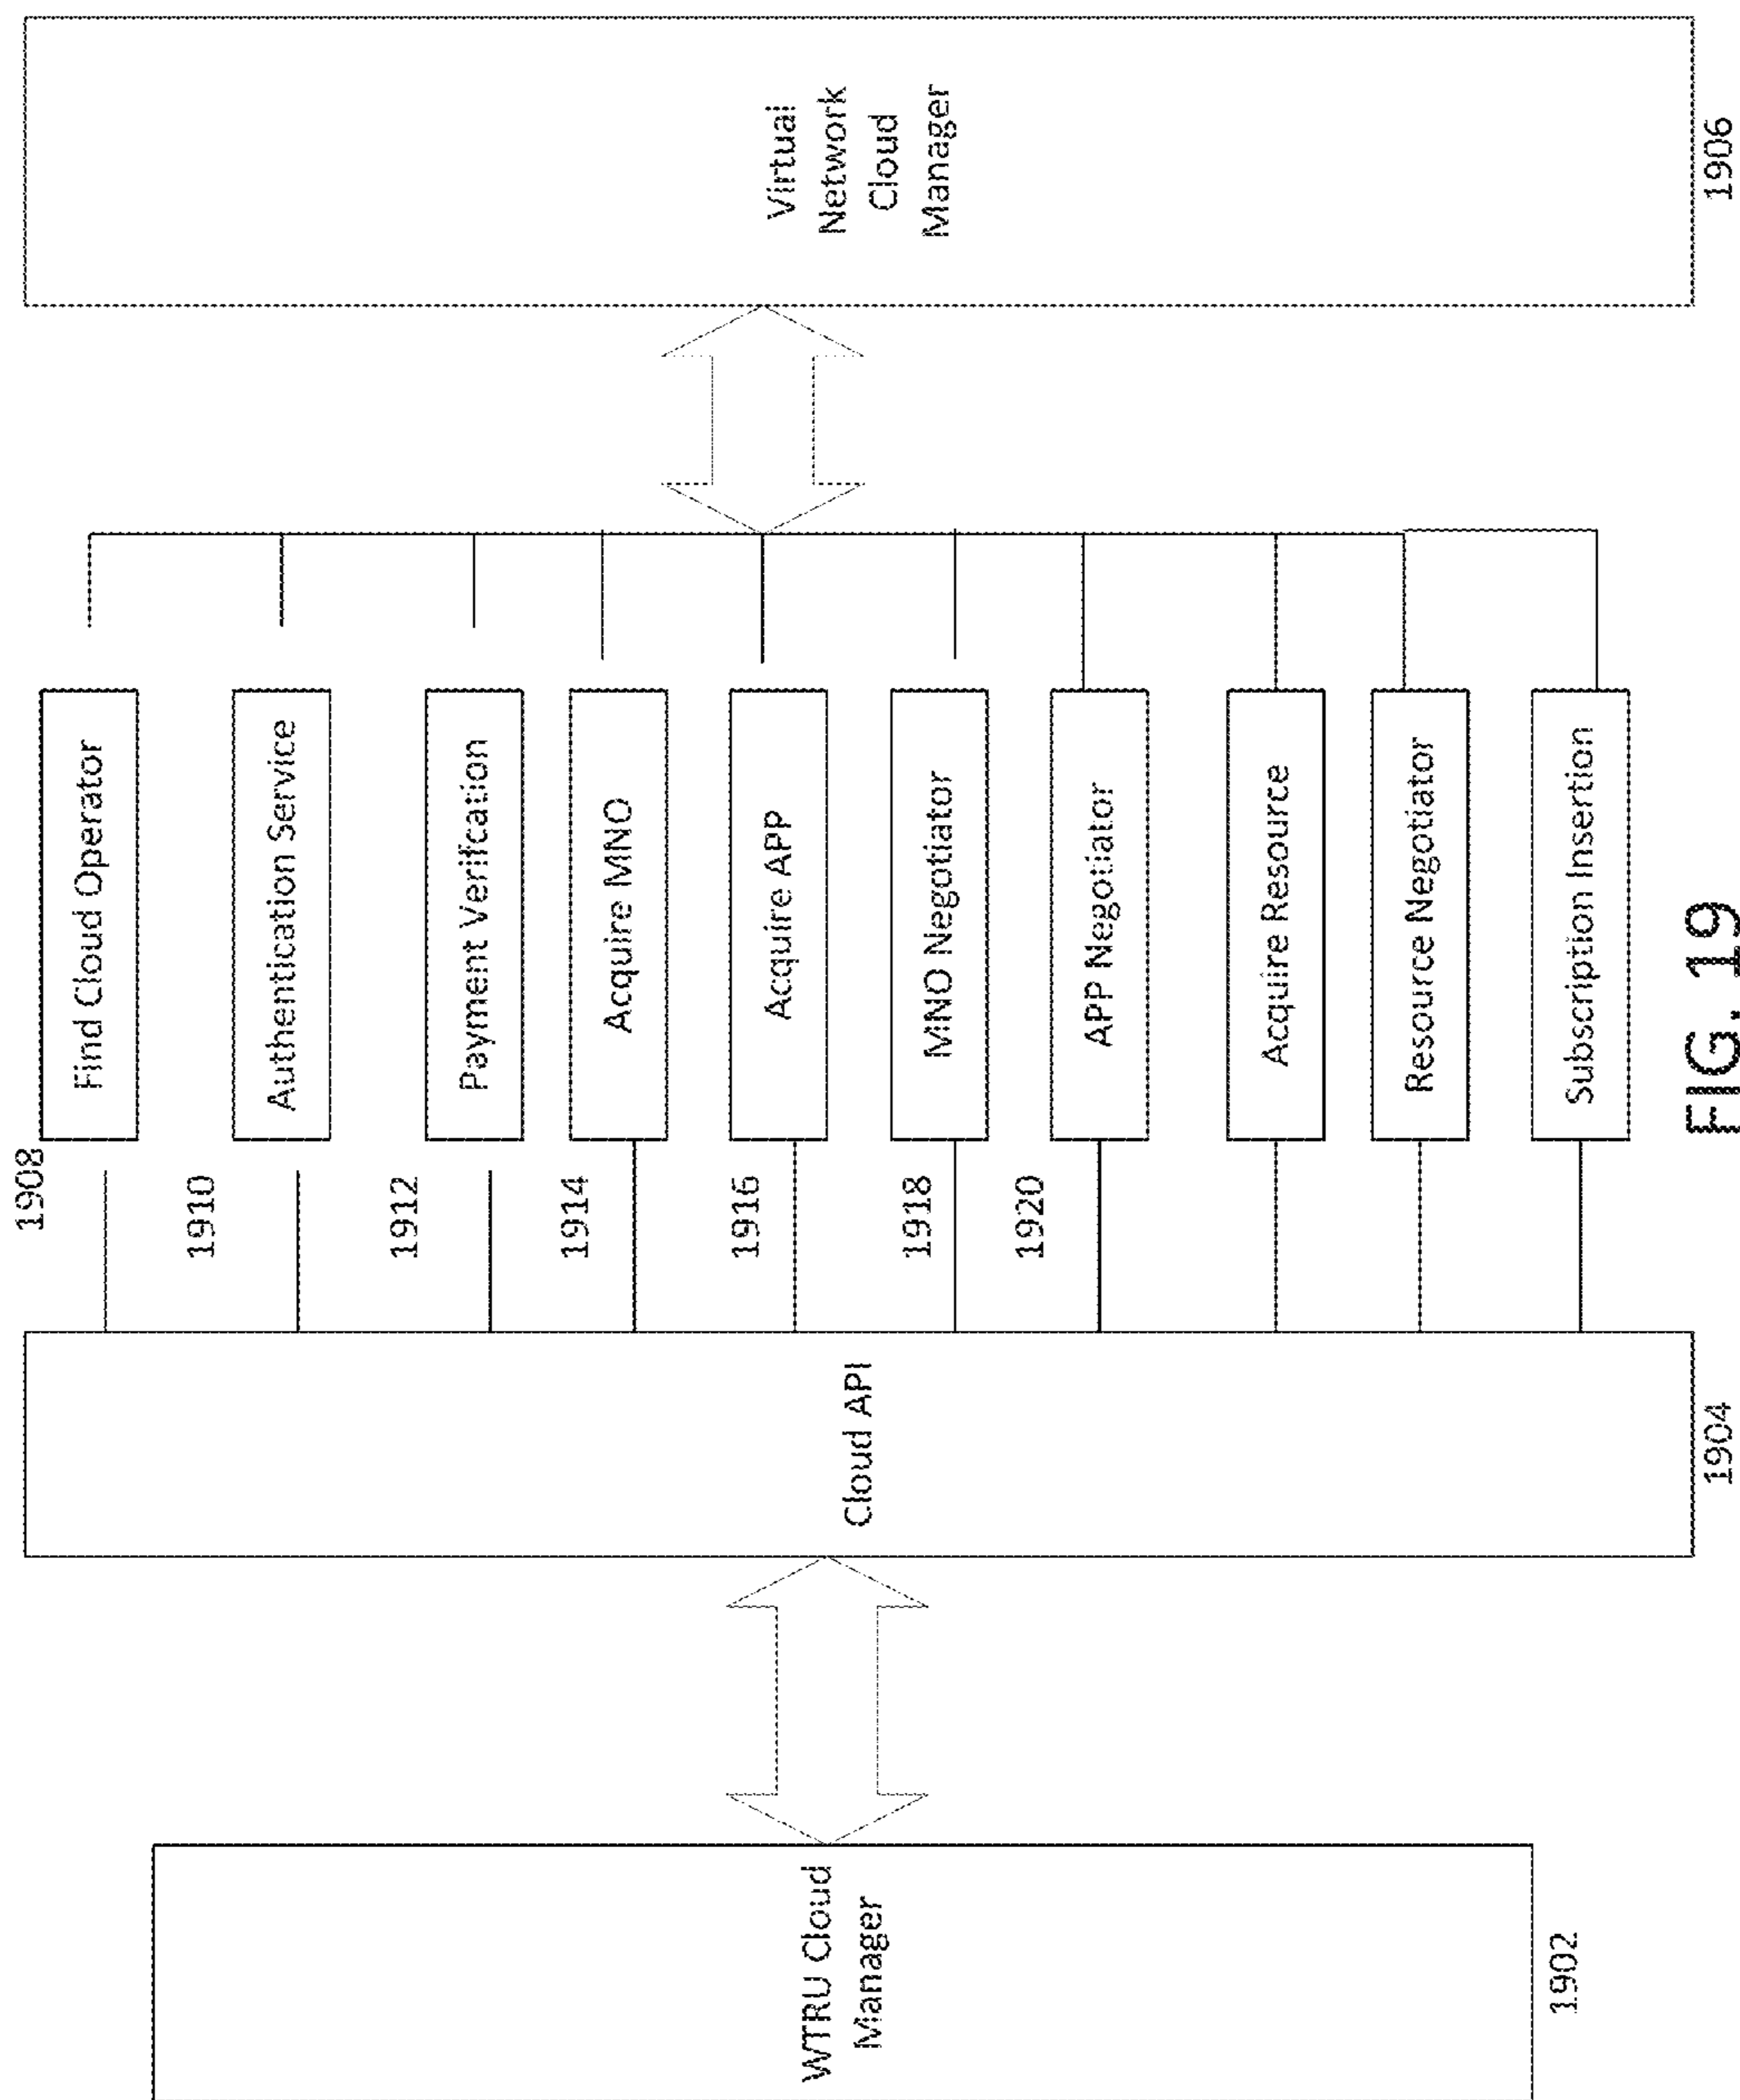 WTRU Cloud
Manager
1902
Cloud API
1904
1908
Find Cloud Operator
1910
Authentication Service
1912
Payment Verifcation
1914
Acquire MNO
1916
Acquire APP
1918
MNO Negotiator
1920
APP Negotiator
Acquire Resource
Resource Negotiator
Subscription Insertion
Virtual
Network
Cloud
Manager
1906
FIG. 19